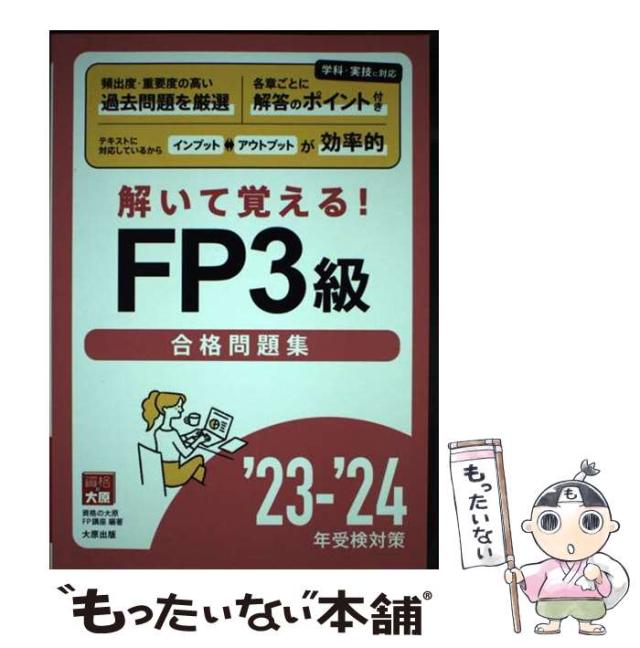 学科・実技に対応
頻出度・重要度の高い
過去問題を厳選
各章ごとに
解答のポイント付き
テキストに
対応しているから
インプット⇔アウトプットが効率的
解いて覚える!
FP3級
合格問題集
資格の大原
資格の大原
FP講座 編著
大原出版
'23-'24
年受検対策
も
もったいない
"もったいない"本舗®